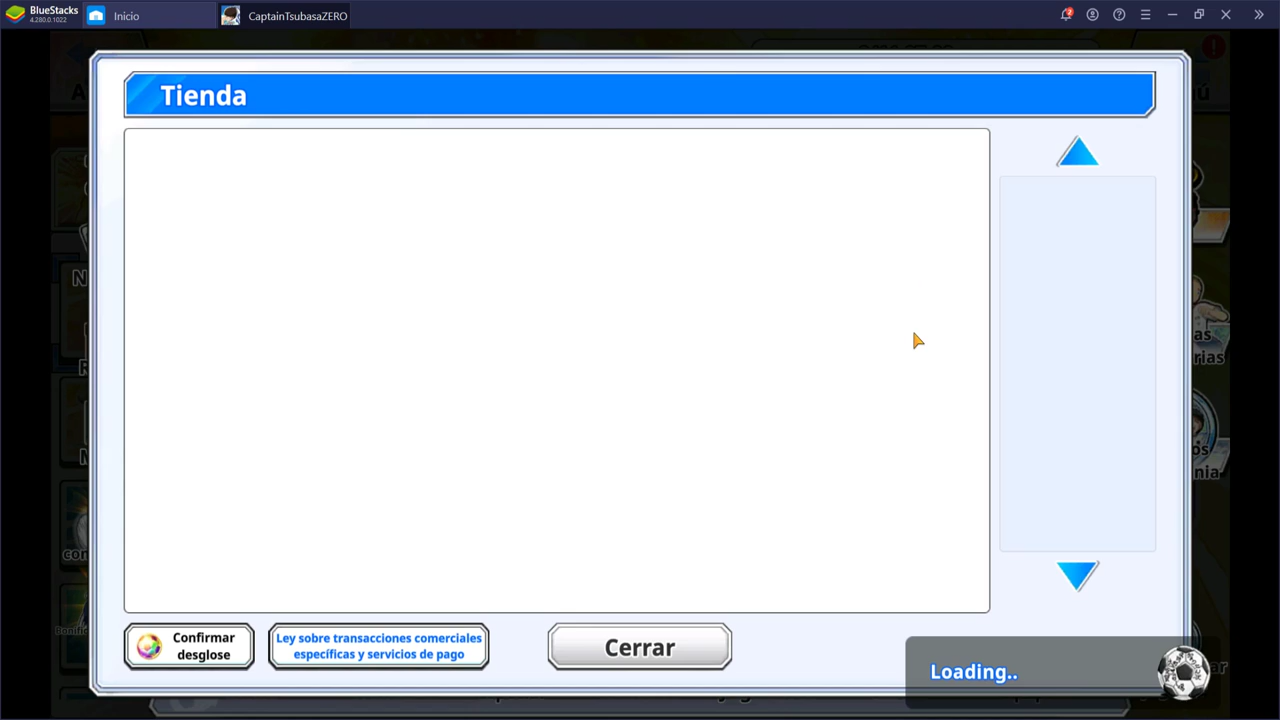 BlueStacks
4.280.0.1022
Inicio
CaptainTsubasaZERO
2
Tienda
Confirmar
desglose
Ley sobre transacciones comerciales
específicas y servicios de pago
Cerrar
Loading..